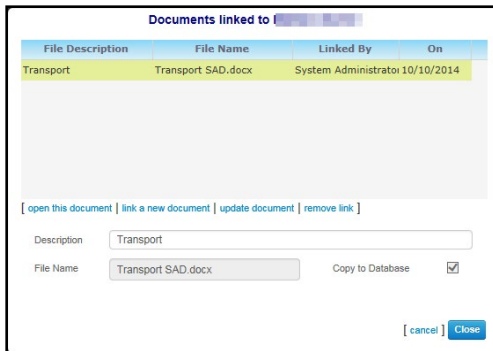 Documents linked to
File Description File Name Linked By On
Transport Transport SAD.docx System Administrato 10/10/2014
[ open this document | link a new document | update document | remove link ]
Description Transport
File Name Transport SAD.docx Copy to Database
[ cancel ] Close